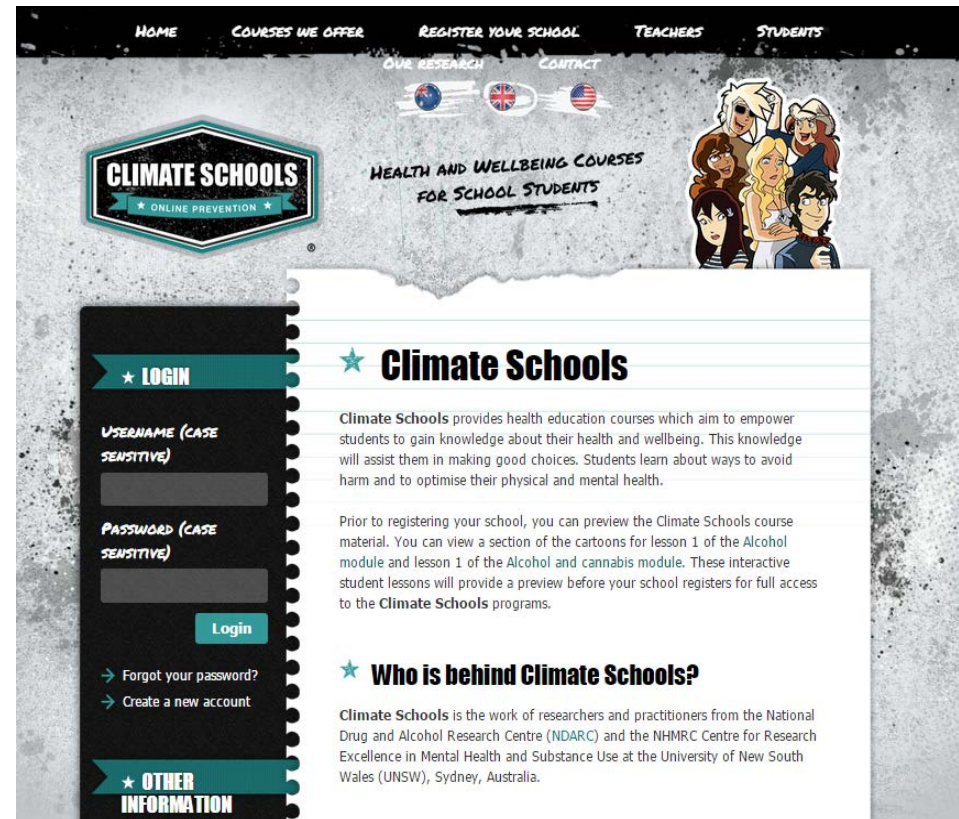 Home Courses we offer Register your school Teachers Students
Our research Contact
CLIMATE SCHOOLS
★ ONLINE PREVENTION ★
®
Health and Wellbeing Courses
for School Students
★ LOGIN
Username (case
sensitive)
Password (case
sensitive)
Login
→ Forgot your password?
→ Create a new account
★ OTHER
INFORMATION
Climate Schools
Climate Schools provides health education courses which aim to empower
students to gain knowledge about their health and wellbeing. This knowledge
will assist them in making good choices. Students learn about ways to avoid
harm and to optimise their physical and mental health.
Prior to registering your school, you can preview the Climate Schools course
material. You can view a section of the cartoons for lesson 1 of the Alcohol
module and lesson 1 of the Alcohol and cannabis module. These interactive
student lessons will provide a preview before your school registers for full access
to the Climate Schools programs.
Who is behind Climate Schools?
Climate Schools is the work of researchers and practitioners from the National
Drug and Alcohol Research Centre (NDARC) and the NHMRC Centre for Research
Excellence in Mental Health and Substance Use at the University of New South
Wales (UNSW), Sydney, Australia.